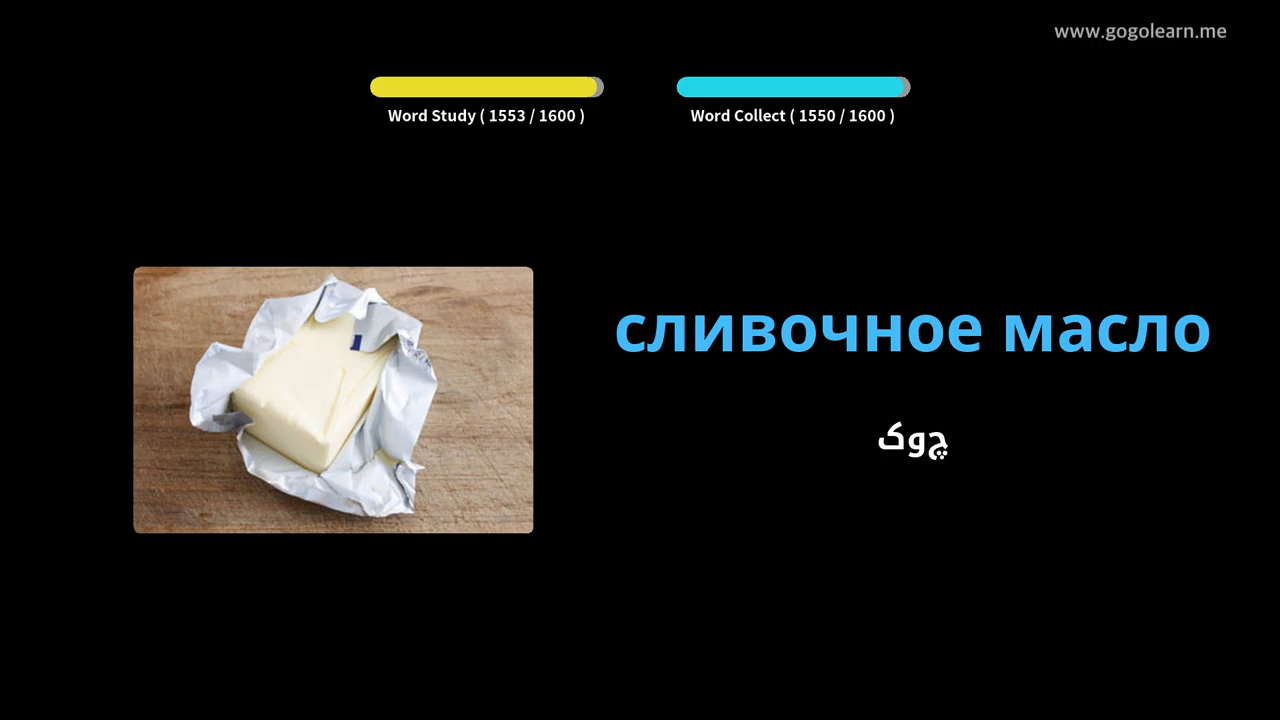 www.gogolearn.me
Word Study ( 1553 / 1600 )
Word Collect ( 1550 / 1600 )
сливочное масло
چوک